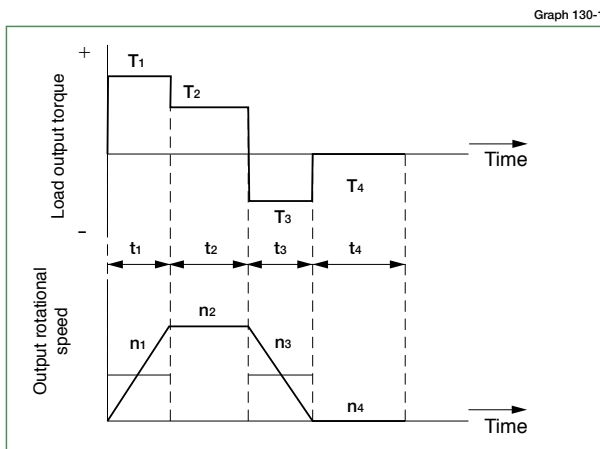 Graph 130-1
+
T1
T2
Load output torque
Time
T4
T3
-
t1 t2 t3 t4
Output rotational
speed
n2
n1 n3
n4
Time